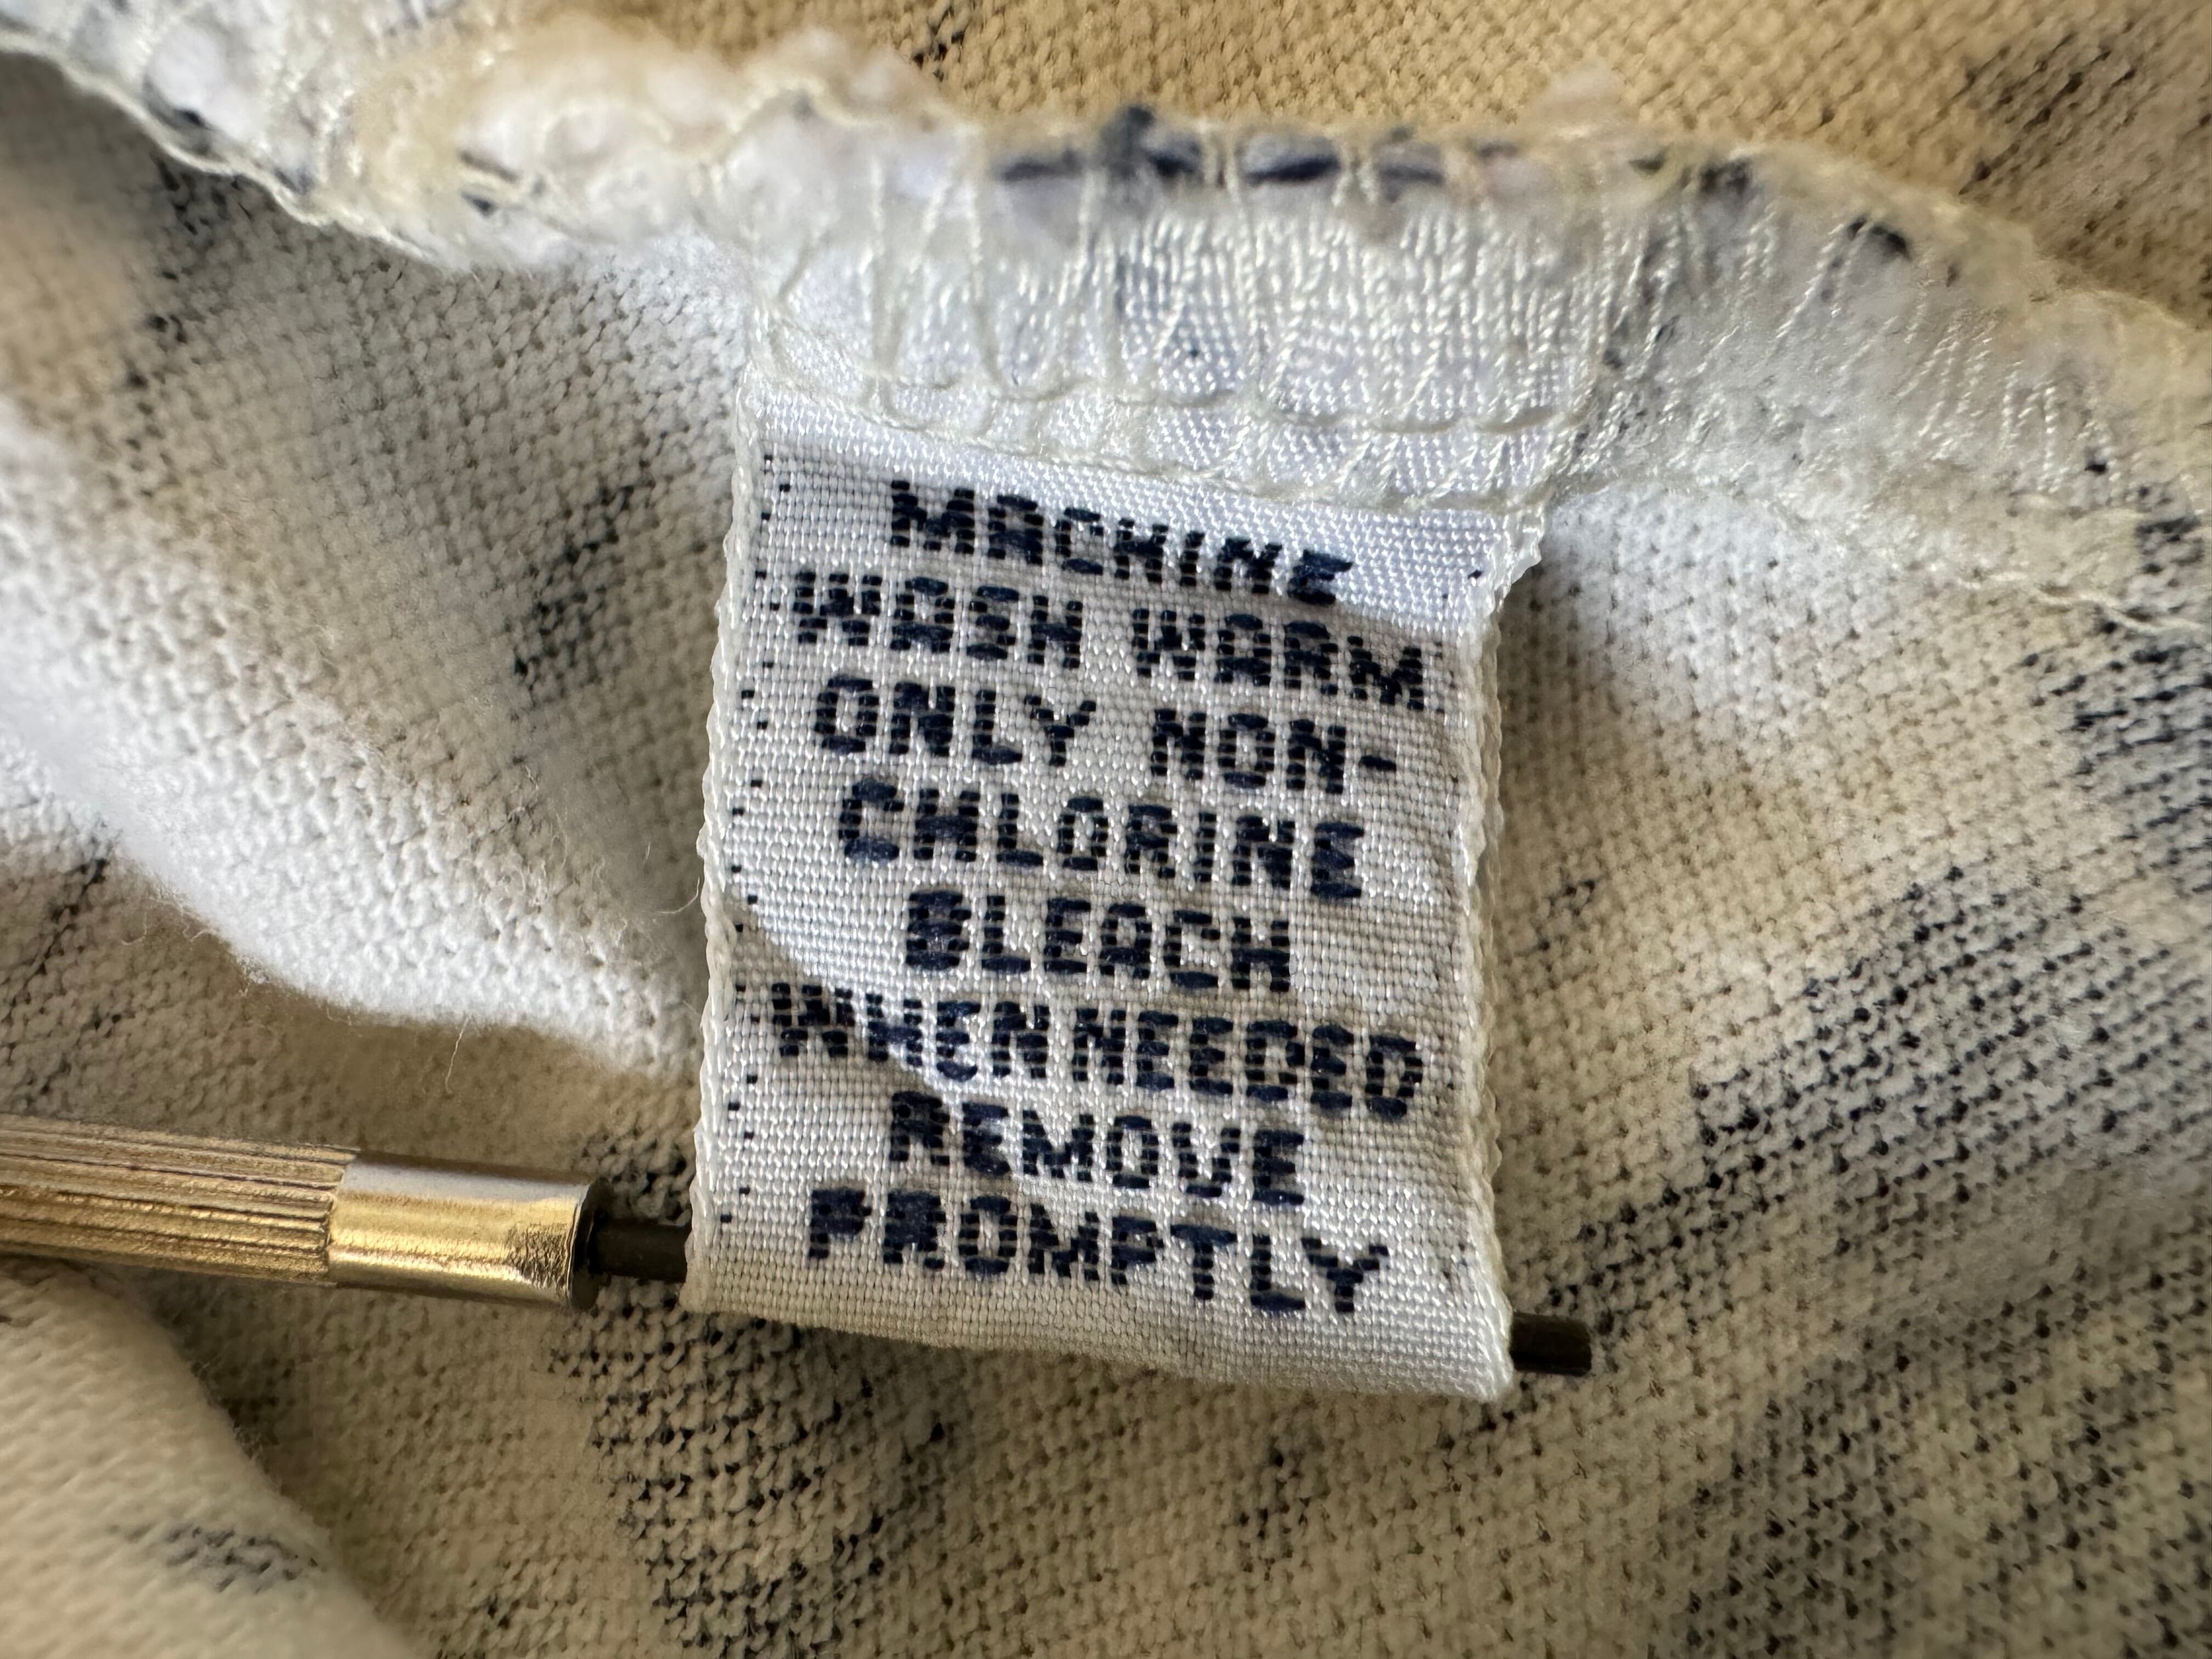 MACHINE
WASH WARM
ONLY NON-
CHLORINE
BLEACH
WHEN NEEDED
REMOVE
PROMPTLY